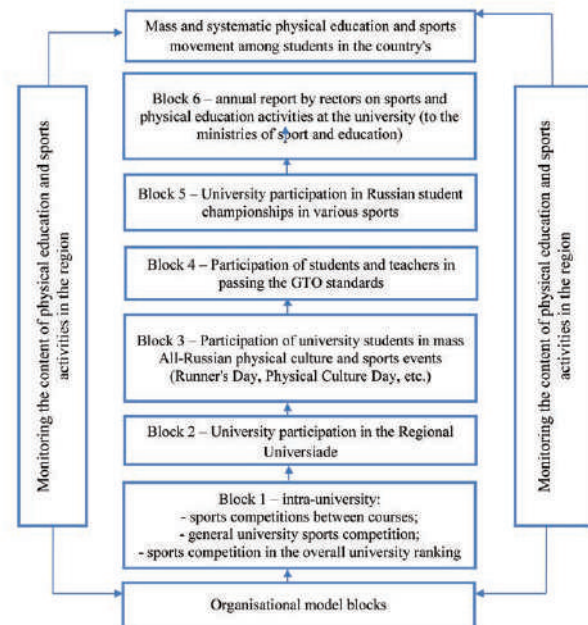 Mass and systematic physical education and sports
movement among students in the country's
Block 6 – annual report by rectors on sports and
physical education activities at the university (to the
ministries of sport and education)
Block 5 – University participation in Russian student
championships in various sports
Block 4 – Participation of students and teachers in
passing the GTO standards
Block 3 – Participation of university students in mass
All-Russian physical culture and sports events
(Runner's Day, Physical Culture Day, etc.)
Block 2 – University participation in the Regional
Universiade
Block 1 – intra-university:
- sports competitions between courses;
- general university sports competition;
- sports competition in the overall university ranking
Organisational model blocks
Monitoring the content of physical education and sports
activities in the region
Monitoring the content of physical education and sports
activities in the region